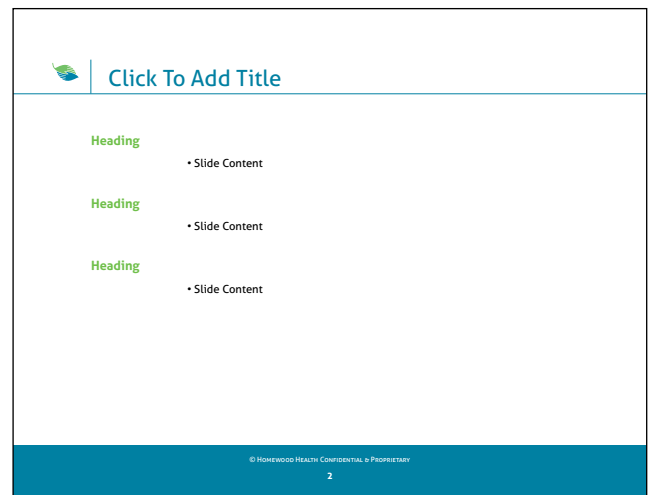 Click To Add Title
Heading
• Slide Content
Heading
• Slide Content
Heading
• Slide Content
© Homewood Health Confidential & Proprietary
2